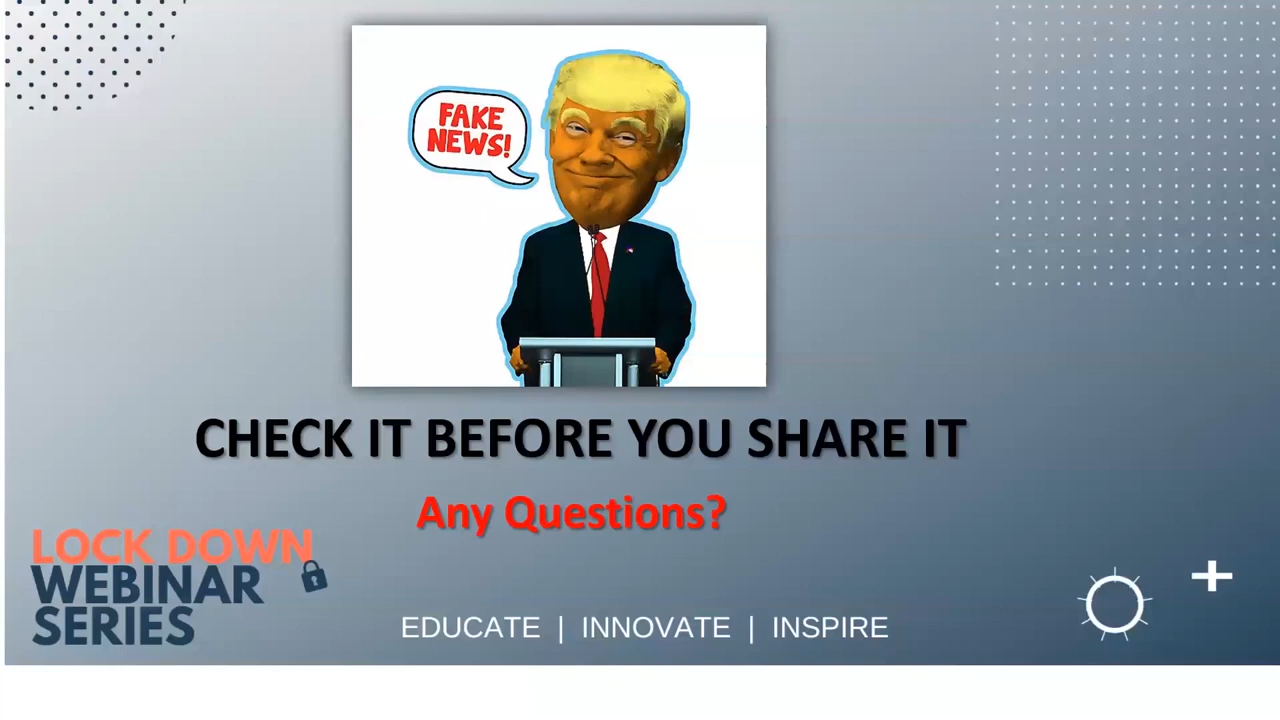 FAKE
NEWS!
CHECK IT BEFORE YOU SHARE IT
Any Questions?
LOCK DOWN
WEBINAR
SERIES
EDUCATE | INNOVATE | INSPIRE